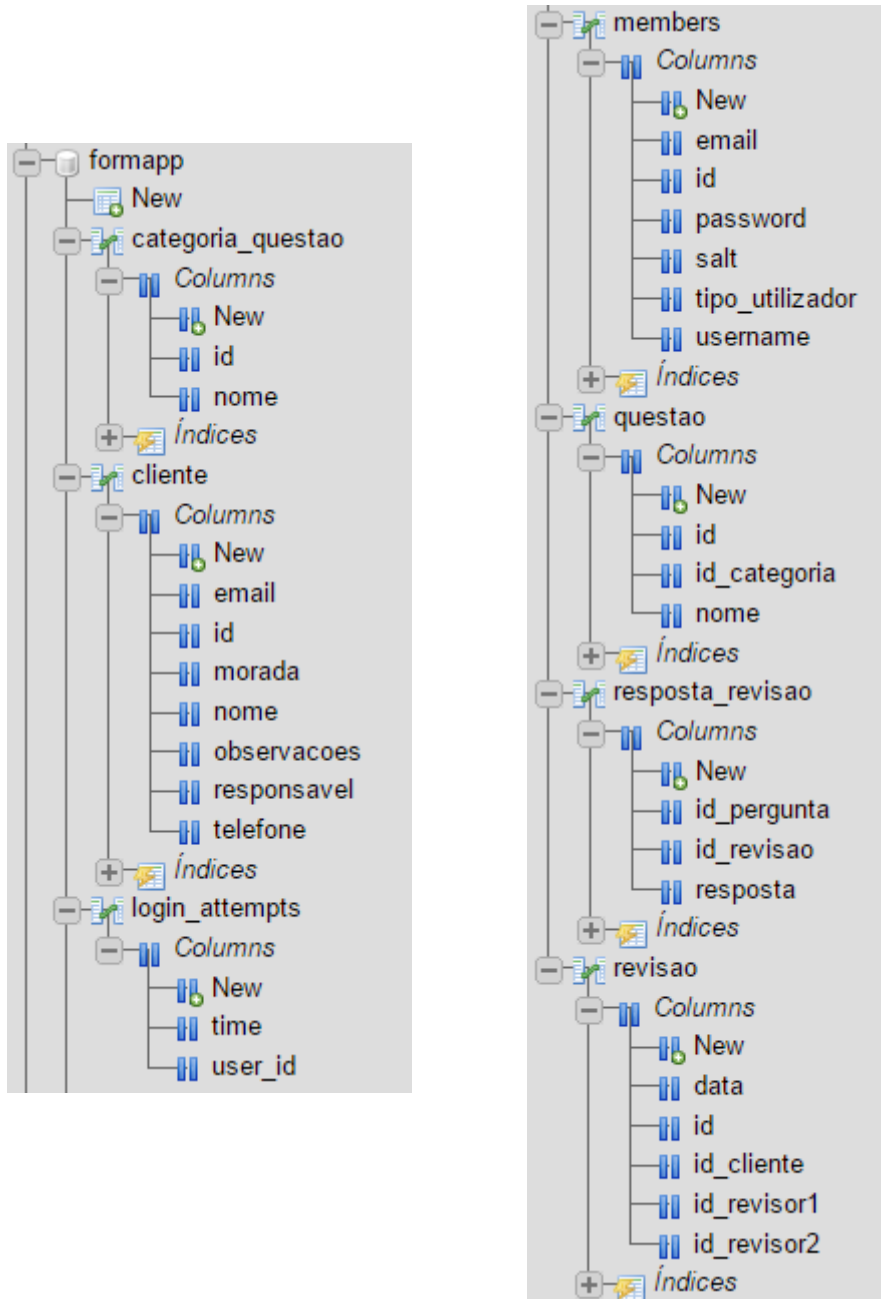 formapp
New
categoria_questao
Columns
New
id
nome
Índices
cliente
Columns
New
email
id
morada
nome
observacoes
responsavel
telefone
Índices
login_attempts
Columns
New
time
user_id
members
Columns
New
email
id
password
salt
tipo_utilizador
username
Índices
questao
Columns
New
id
id_categoria
nome
Índices
resposta_revisao
Columns
New
id_pergunta
id_revisao
resposta
Índices
revisao
Columns
New
data
id
id_cliente
id_revisor1
id_revisor2
Índices